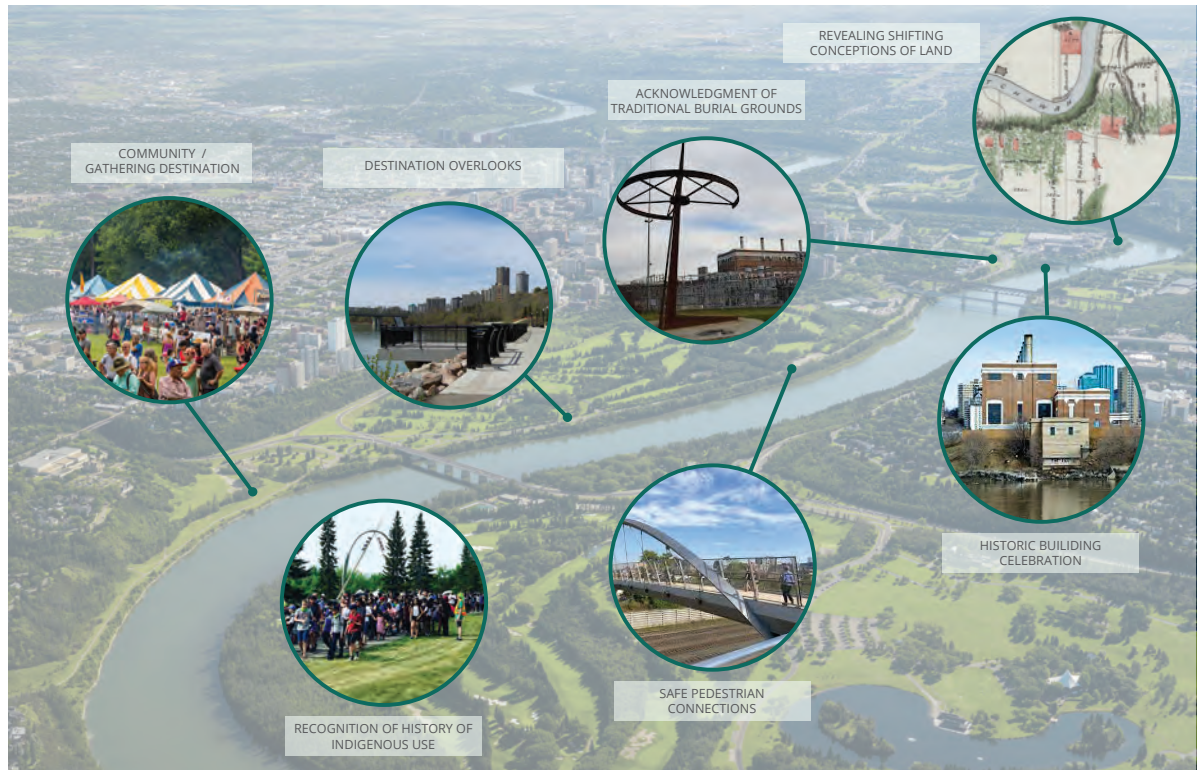 REVEALING SHIFTING
CONCEPTIONS OF LAND
ACKNOWLEDGMENT OF
TRADITIONAL BURIAL GROUNDS
COMMUNITY /
GATHERING DESTINATION
DESTINATION OVERLOOKS
HISTORIC BUILDING
CELEBRATION
SAFE PEDESTRIAN
CONNECTIONS
RECOGNITION OF HISTORY OF
INDIGENOUS USE